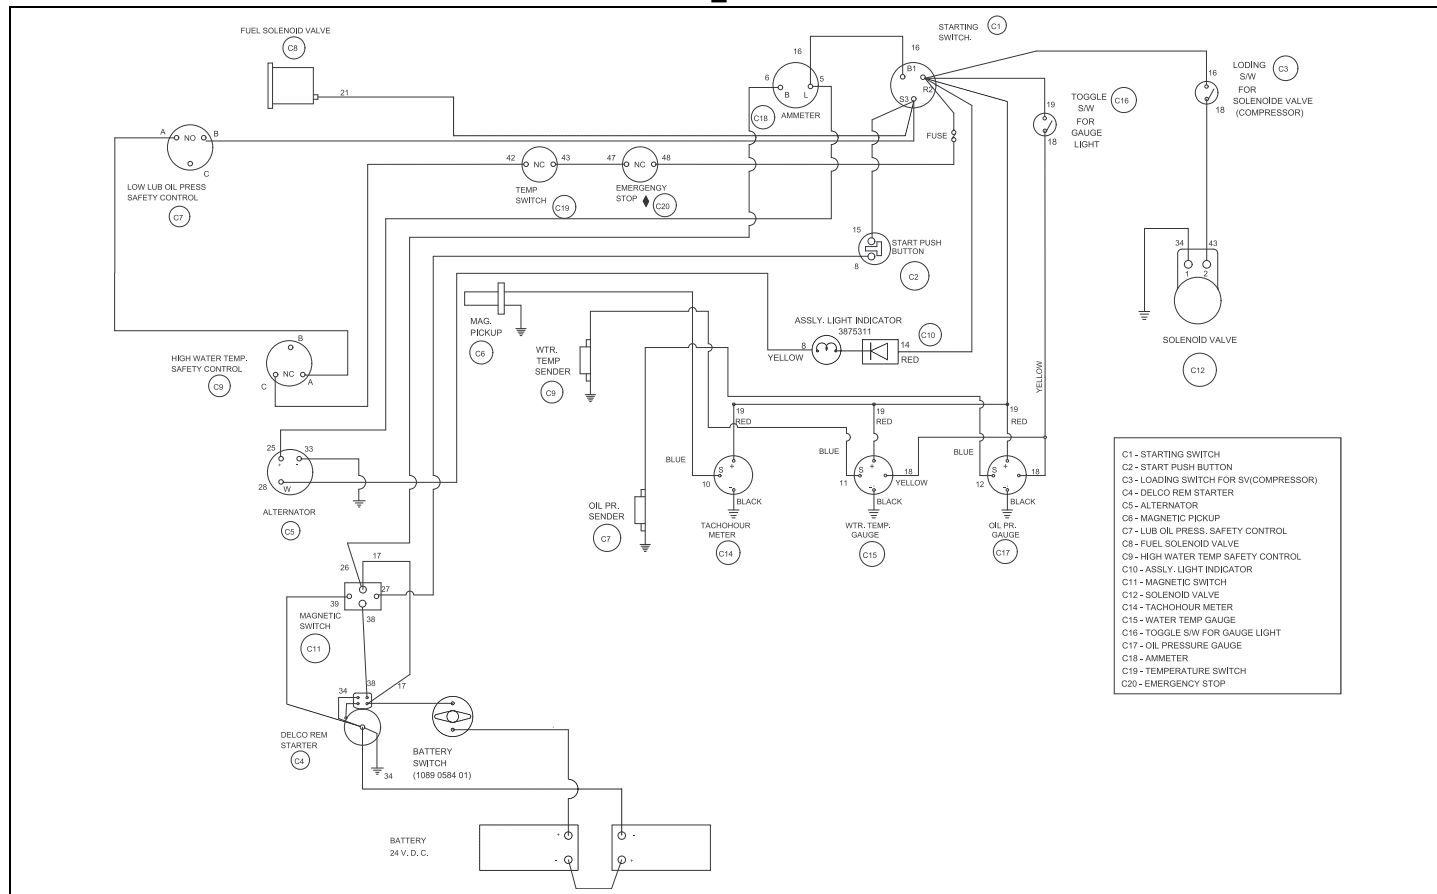 FUEL SOLENOID VALVE
C8
21
A
NO
B
C
LOW LUB OIL PRESS
SAFETY CONTROL
C7
16
6
5
B
L
AMMETER
C18
STARTING
SWITCH.
C1
16
B1
R2
S3
FUSE
19
18
TOGGLE
S/W
FOR
GAUGE
LIGHT
C16
16
18
LODING
S/W
FOR
SOLENOIDE VALVE
(COMPRESSOR)
C3
42
NC
43
TEMP
SWITCH
C19
47
NC
48
EMERGENGY
STOP
C20
15
8
START PUSH
BUTTON
C2
34
43
1
2
SOLENOID VALVE
C12
MAG.
PICKUP
C6
WTR.
TEMP
SENDER
C9
ASSLY. LIGHT INDICATOR
3875311
C10
8
YELLOW
14
RED
YELLOW
B
NC
C
A
HIGH WATER TEMP.
SAFETY CONTROL
C9
25
33
+
-
28
W
ALTERNATOR
C5
OIL PR.
SENDER
C7
19
RED
BLUE
S
+
-
10
BLACK
TACHOHOUR
METER
C14
19
RED
BLUE
S
+
-
11
18
YELLOW
BLACK
WTR. TEMP.
GAUGE
C15
19
RED
BLUE
S
+
-
12
18
BLACK
OIL PR.
GAUGE
C17
17
26
27
39
38
MAGNETIC
SWITCH
C11
38
34
17
DELCO REM
STARTER
C4
34
BATTERY
SWITCH
(1089 0584 01)
BATTERY
24 V. D. C.
+
-
-
+
C1 - STARTING SWITCH
C2 - START PUSH BUTTON
C3 - LOADING SWITCH FOR SV(COMPRESSOR)
C4 - DELCO REM STARTER
C5 - ALTERNATOR
C6 - MAGNETIC PICKUP
C7 - LUB OIL PRESS. SAFETY CONTROL
C8 - FUEL SOLENOID VALVE
C9 - HIGH WATER TEMP SAFETY CONTROL
C10 - ASSLY. LIGHT INDICATOR
C11 - MAGNETIC SWITCH
C12 - SOLENOID VALVE
C14 - TACHOHOUR METER
C15 - WATER TEMP GAUGE
C16 - TOGGLE S/W FOR GAUGE LIGHT
C17 - OIL PRESSURE GAUGE
C18 - AMMETER
C19 - TEMPERATURE SWITCH
C20 - EMERGENCY STOP